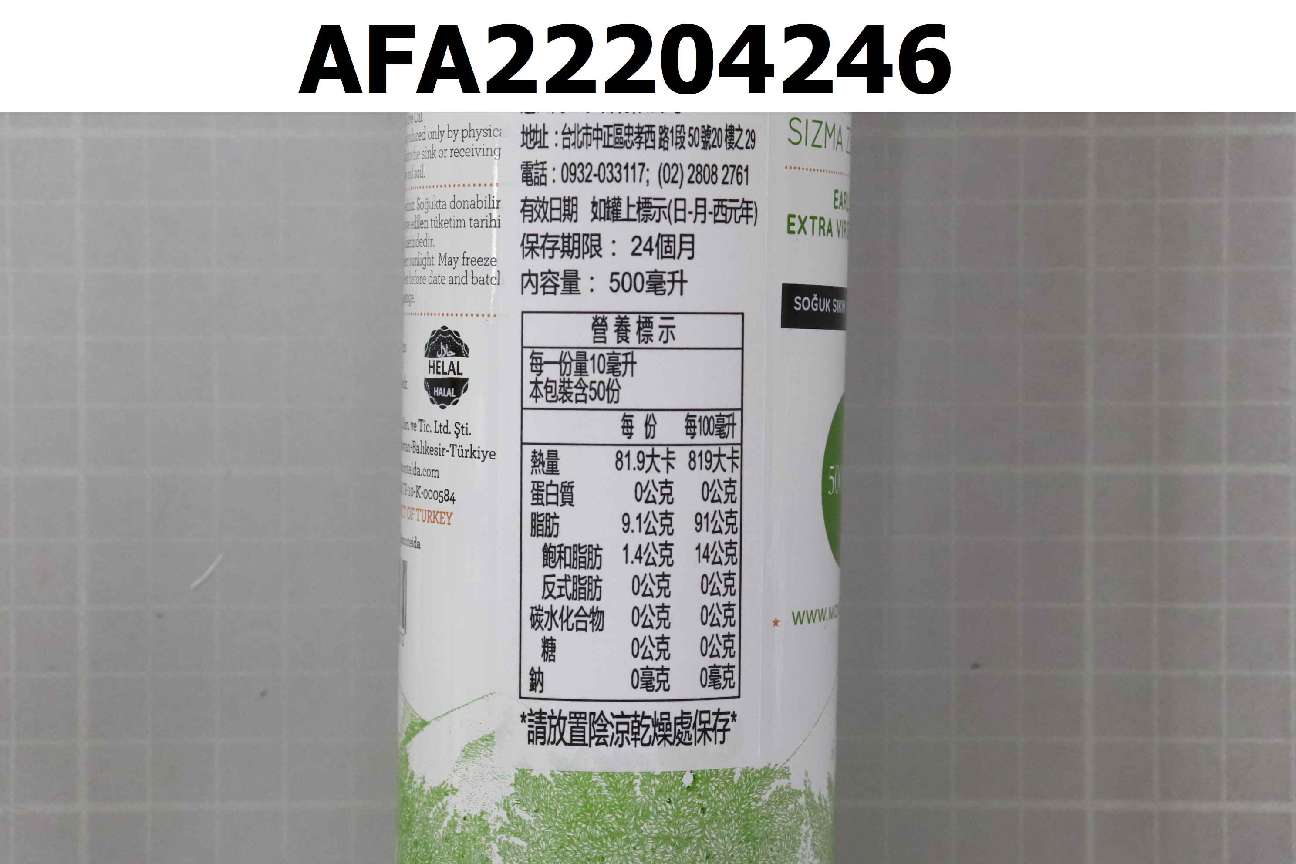 AFA22204246
only by physica
sink or receiving
地址：台北市中正區忠孝西路1段50號20樓之29
電話：0932-033117; (02) 2808 2761
有效日期 如罐上標示(日-月-西元年)
保存期限： 24個月
內容量： 500毫升
營養標示
每一份量10毫升
本包裝含50份
每 份 每100毫升
熱量 81.9大卡 819大卡
蛋白質 0公克 0公克
脂肪 9.1公克 91公克
飽和脂肪 1.4公克 14公克
反式脂肪 0公克 0公克
碳水化合物 0公克 0公克
糖 0公克 0公克
鈉 0毫克 0毫克
*請放置陰涼乾燥處保存*
Soğukta donabilir
tüketim tarihi
May freeze
before date and batch
HELAL
HALAL
ve Tic. Ltd. Şti.
Balıkesir-Türkiye
K-000584
OF TURKEY
SIZMA
EXTRA
SOĞUK
www.